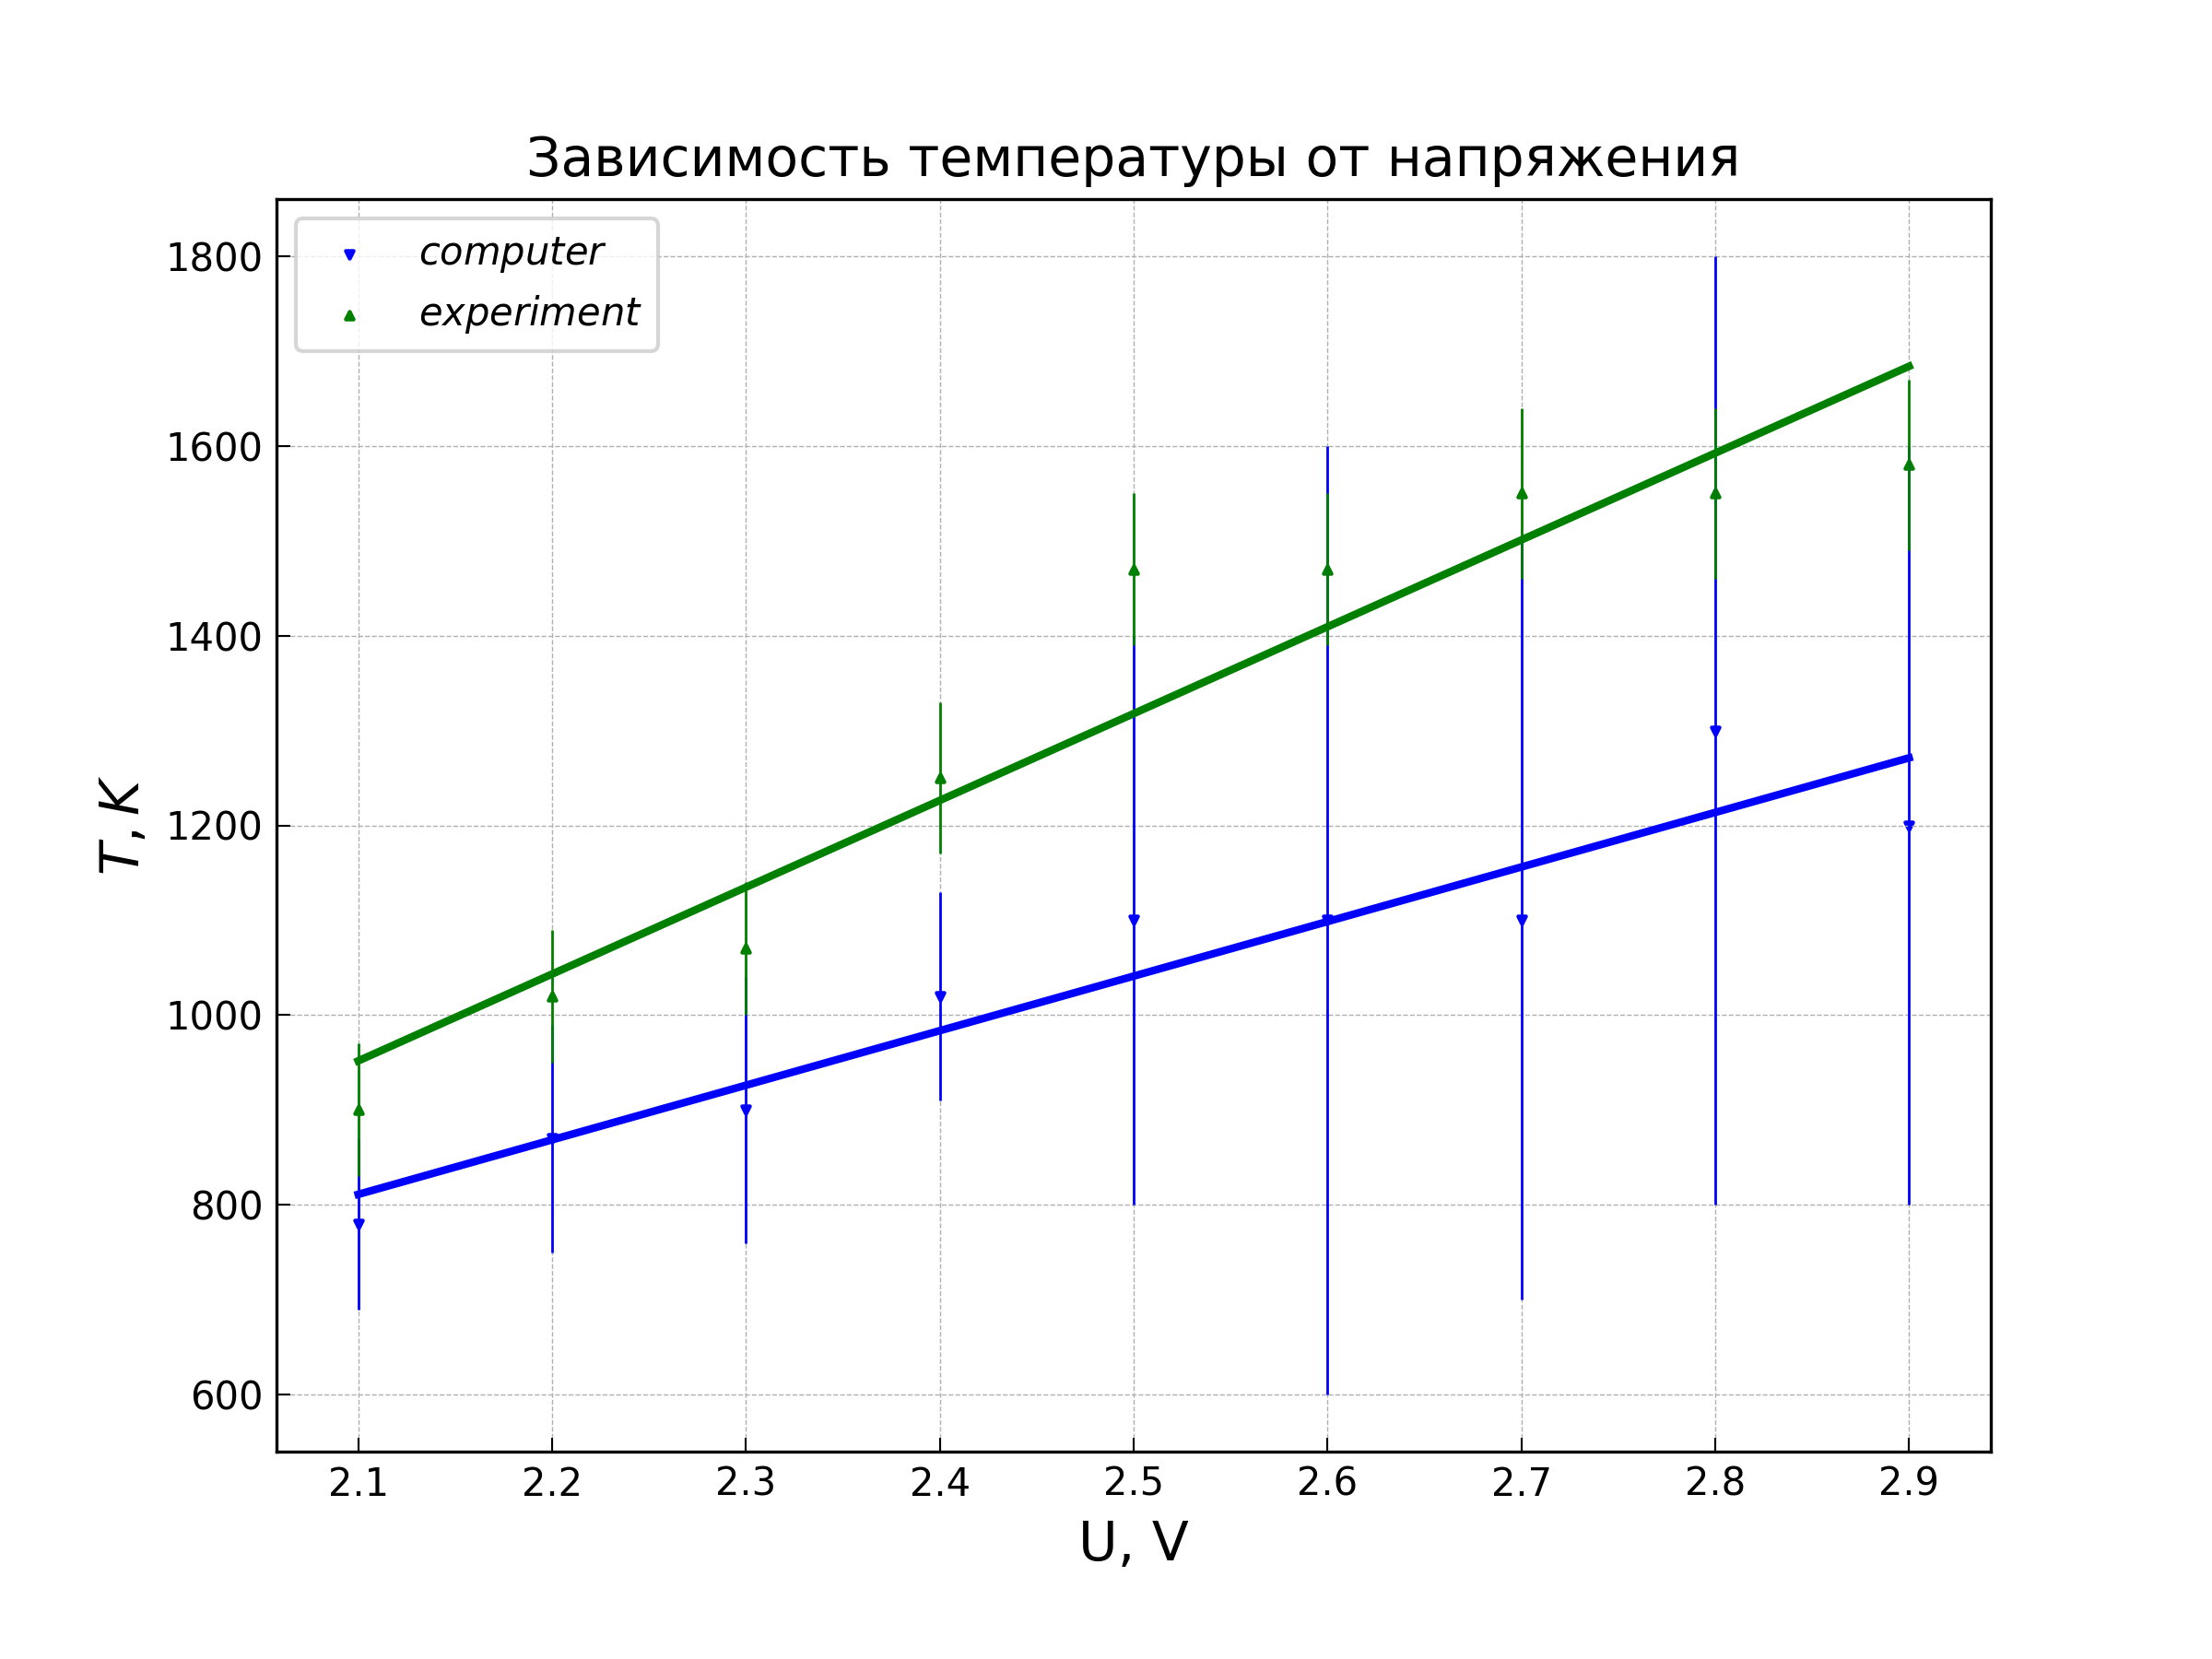 Зависимость температуры от напряжения
computer
experiment
1800
1600
1400
1200
1000
800
600
T, K
2.1 2.2 2.3 2.4 2.5 2.6 2.7 2.8 2.9
U, V